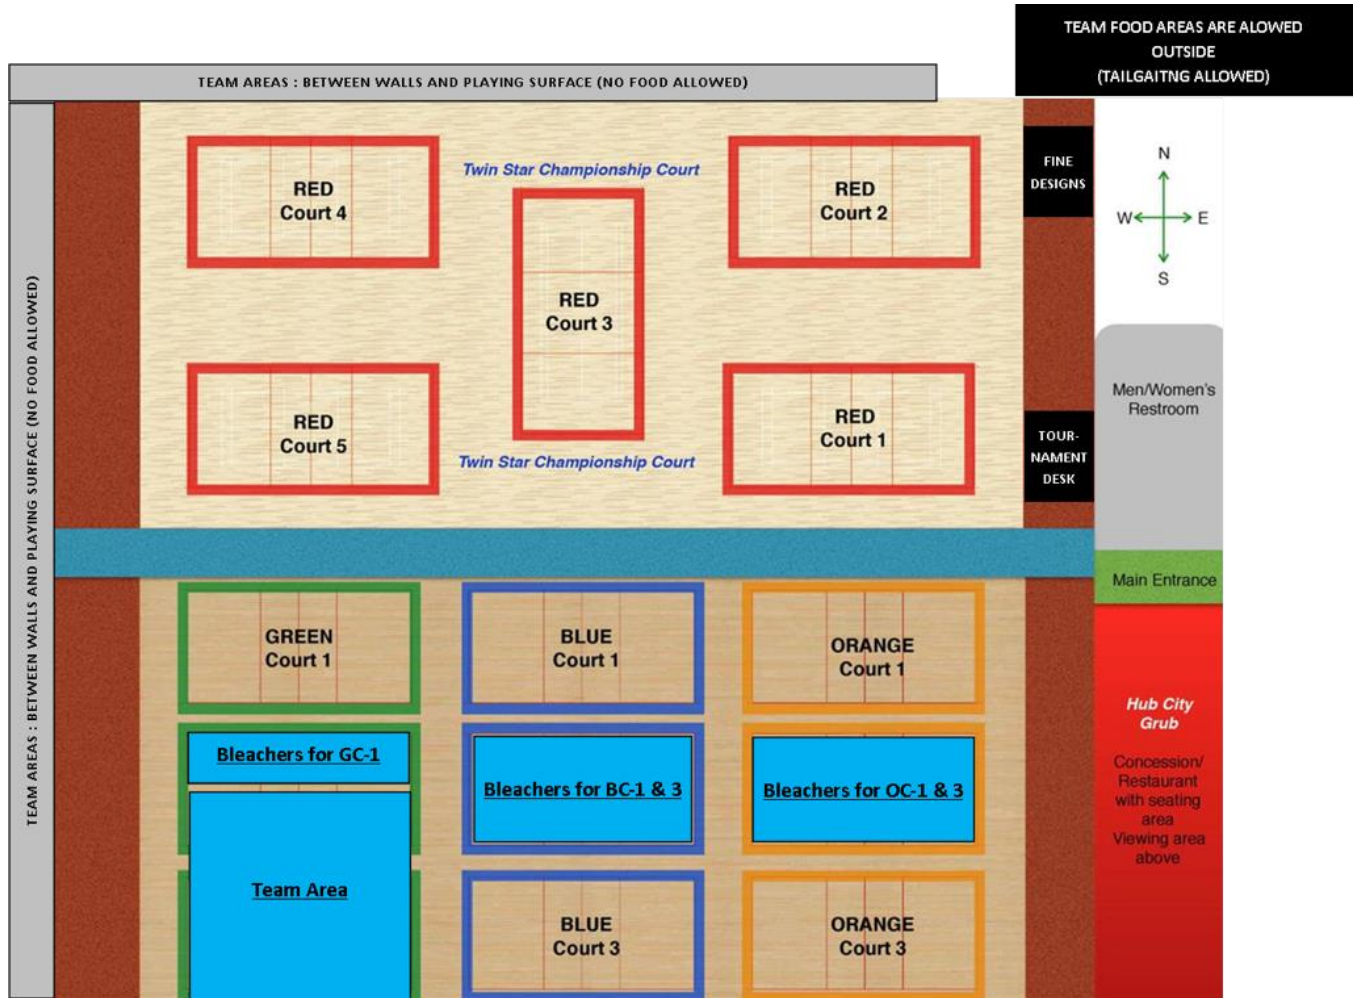 TEAM FOOD AREAS ARE ALOWED
OUTSIDE
(TAILGAITNG ALLOWED)
TEAM AREAS : BETWEEN WALLS AND PLAYING SURFACE (NO FOOD ALLOWED)
TEAM AREAS : BETWEEN WALLS AND PLAYING SURFACE (NO FOOD ALLOWED)
RED
Court 4
Twin Star Championship Court
RED
Court 2
FINE
DESIGNS
N
W
E
S
RED
Court 3
RED
Court 5
Twin Star Championship Court
RED
Court 1
TOUR-
NAMENT
DESK
Men/Women's
Restroom
Main Entrance
GREEN
Court 1
BLUE
Court 1
ORANGE
Court 1
Hub City
Grub
Concession/
Restaurant
with seating
area
Viewing area
above
Bleachers for GC-1
Bleachers for BC-1 & 3
Bleachers for OC-1 & 3
Team Area
BLUE
Court 3
ORANGE
Court 3